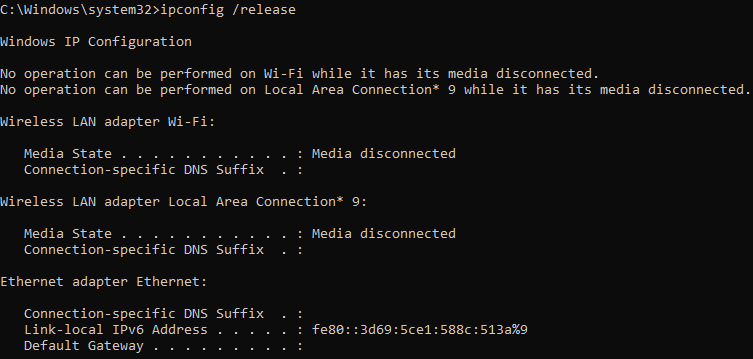 C:\Windows\system32>ipconfig /release
Windows IP Configuration
No operation can be performed on Wi-Fi while it has its media disconnected.
No operation can be performed on Local Area Connection* 9 while it has its media disconnected.
Wireless LAN adapter Wi-Fi:
   Media State . . . . . . . . . . . : Media disconnected
   Connection-specific DNS Suffix  . :
Wireless LAN adapter Local Area Connection* 9:
   Media State . . . . . . . . . . . : Media disconnected
   Connection-specific DNS Suffix  . :
Ethernet adapter Ethernet:
   Connection-specific DNS Suffix  . :
   Link-local IPv6 Address . . . . . : fe80::3d69:5ce1:588c:513a%9
   Default Gateway . . . . . . . . . :